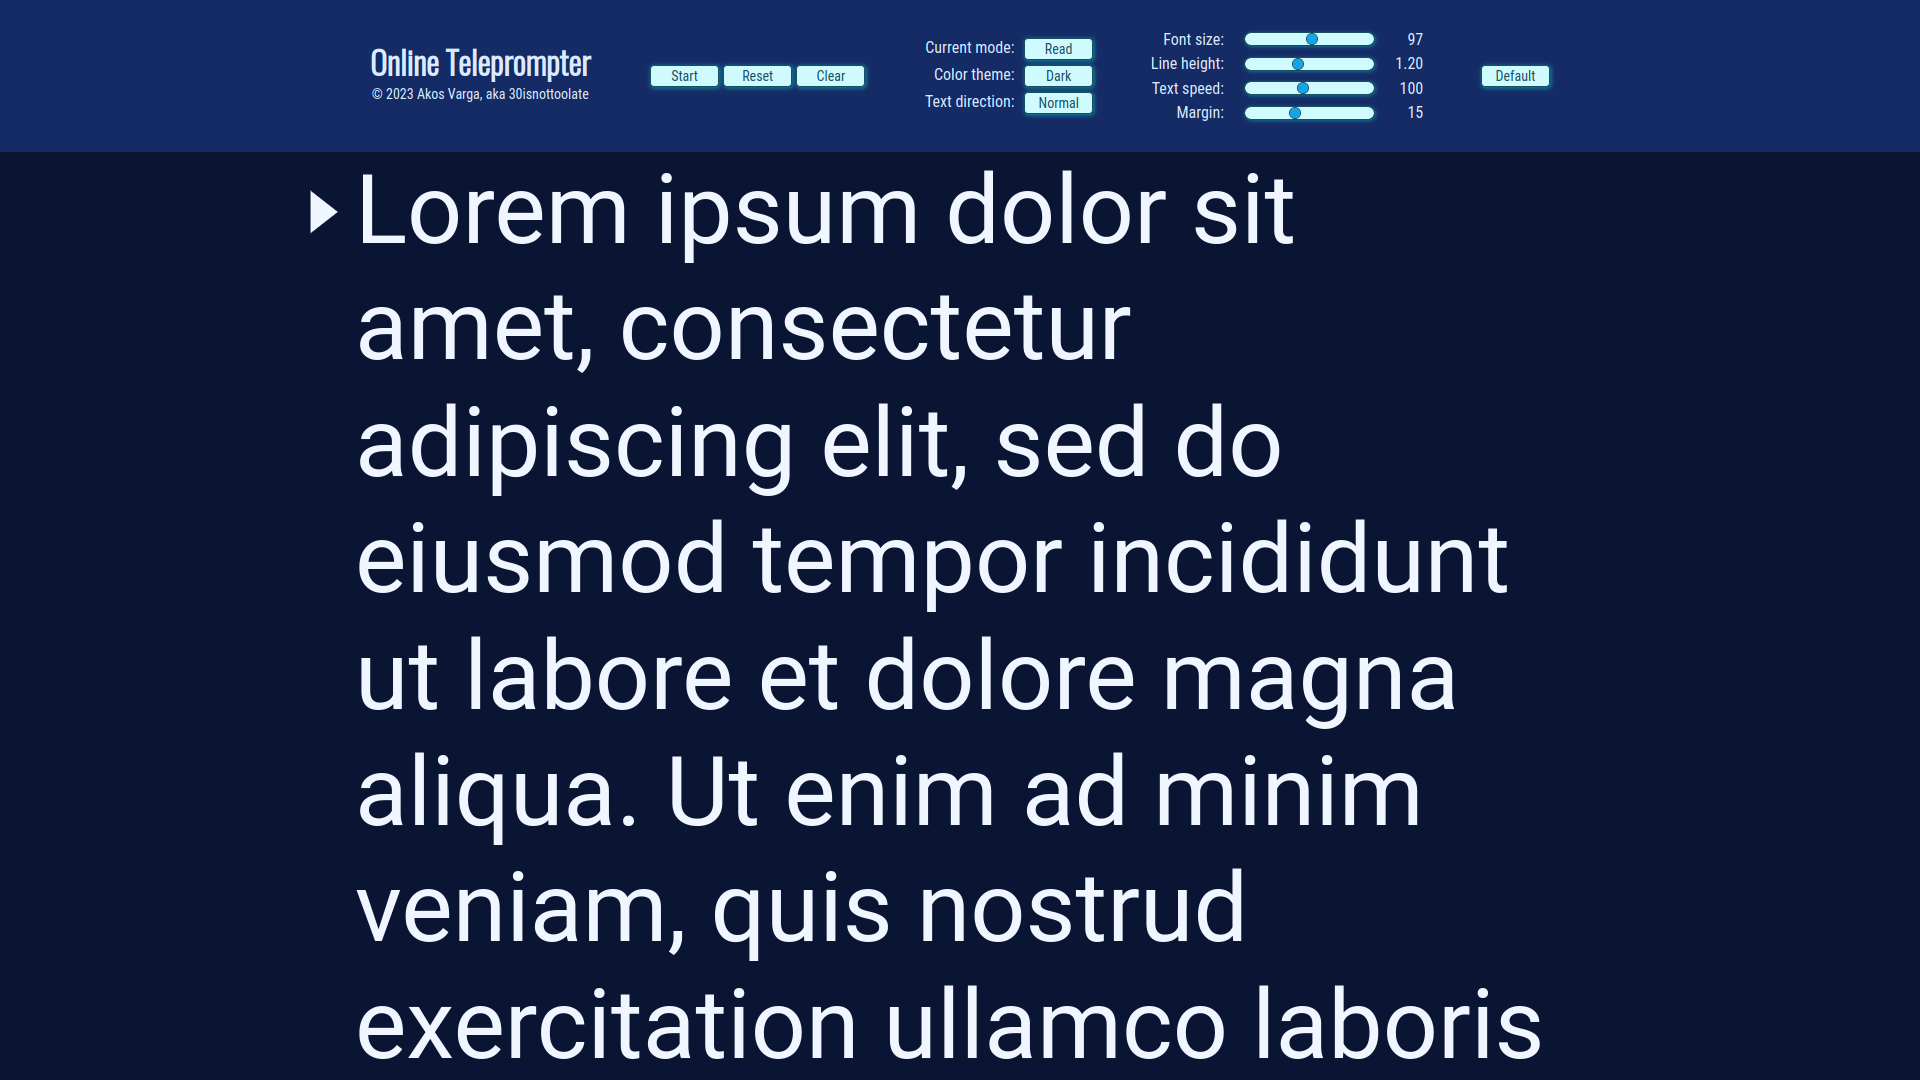 Online Teleprompter
© 2023 Akos Varga, aka 30isnottoolate
Start Reset Clear
Current mode: Read
Color theme: Dark
Text direction: Normal
Font size: 97
Line height: 1.20
Text speed: 100
Margin: 15
Default
Lorem ipsum dolor sit
amet, consectetur
adipiscing elit, sed do
eiusmod tempor incididunt
ut labore et dolore magna
aliqua. Ut enim ad minim
veniam, quis nostrud
exercitation ullamco laboris